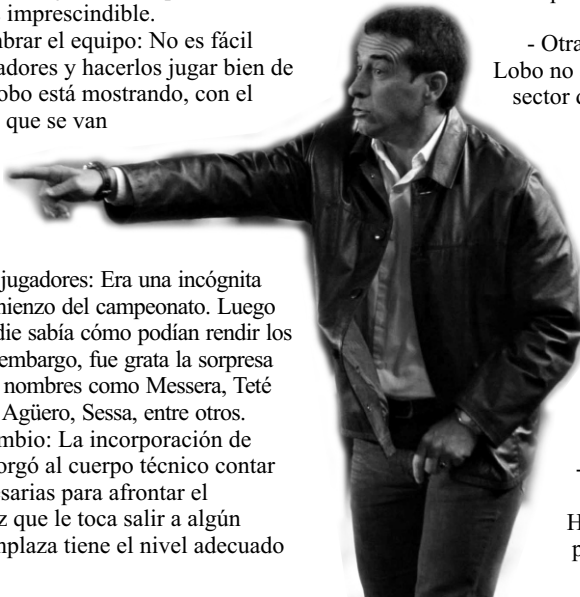 imprescindible.
brar el equipo: No es fácil
adores y hacerlos jugar bien de
obo está mostrando, con el
que se van
jugadores: Era una incógnita
mienzo del campeonato. Luego
die sabía cómo podían rendir los
embargo, fue grata la sorpresa
nombres como Messera, Teté
Agüero, Sessa, entre otros.
mbio: La incorporación de
orgó al cuerpo técnico contar
sarias para afrontar el
z que le toca salir a algún
mplaza tiene el nivel adecuado
- Otra
Lobo no
sector d
-
H
p